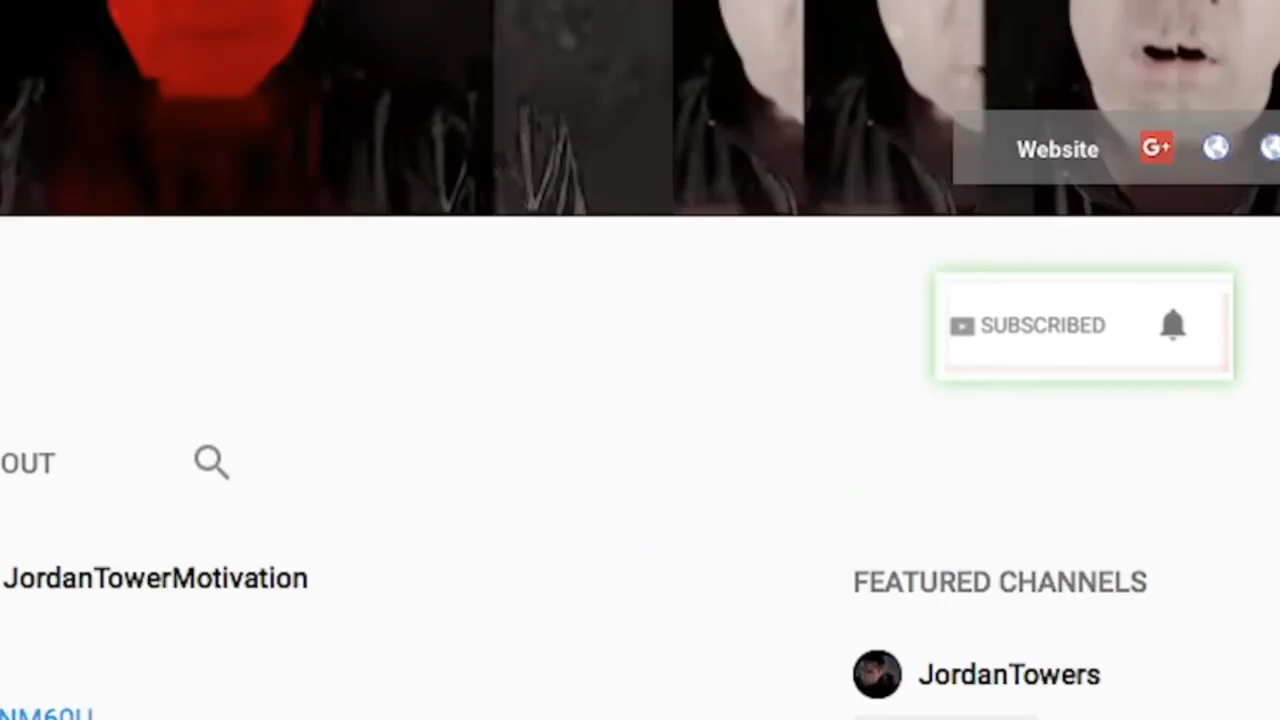 Website G+
SUBSCRIBED
OUT
JordanTowerMotivation
FEATURED CHANNELS
JordanTowers